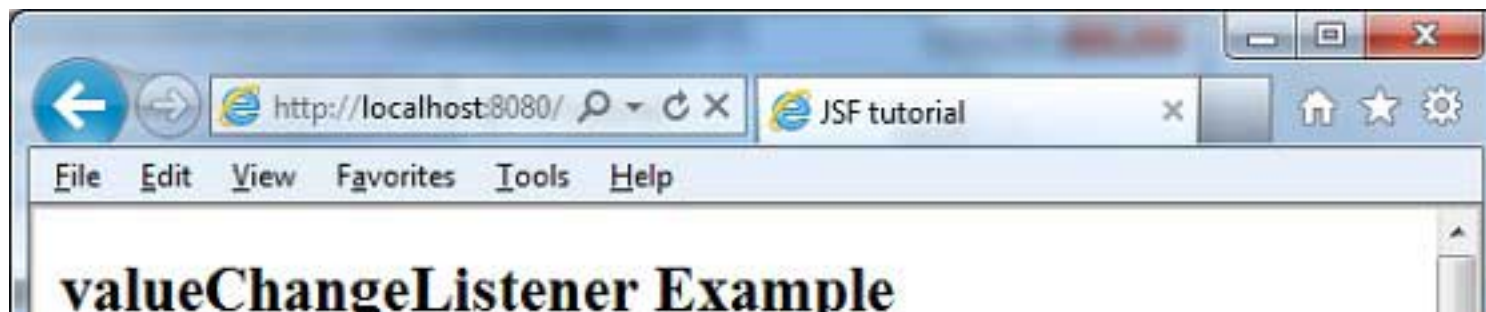 http://localhost:8080/ JSF tutorial
File Edit View Favorites Tools Help
valueChangeListener Example